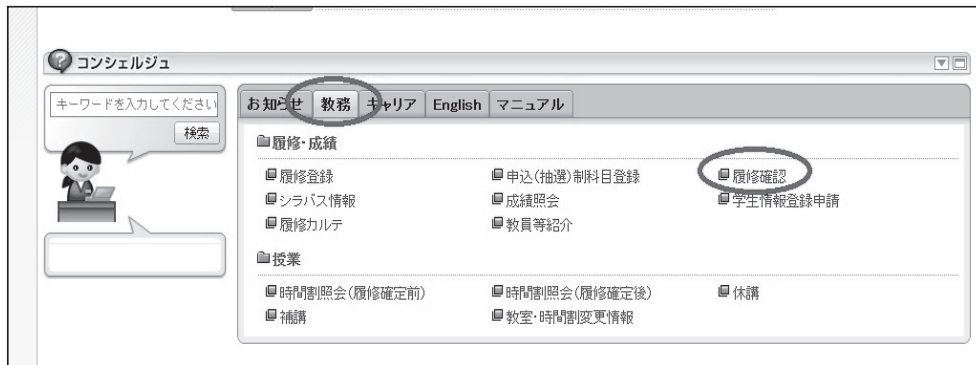 コンシェルジュ
キーワードを入力してください
検索
お知らせ 教務 キャリア English マニュアル
履修・成績
履修登録 申込(抽選)制科目登録 履修確認
シラバス情報 成績照会 学生情報登録申請
履修カルテ 教員等紹介
授業
時間割照会(履修確定前) 時間割照会(履修確定後) 休講
補講 教室・時間割変更情報